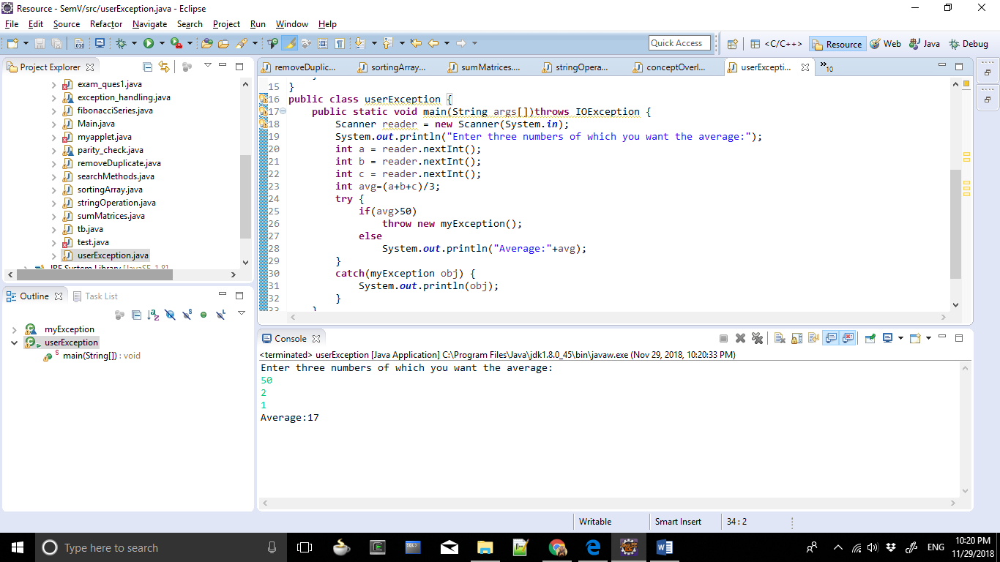 Resource - SemV/src/userException.java - Eclipse
File Edit Source Refactor Navigate Search Project Run Window Help
Quick Access
<C/C++> Resource Web Java Debug
Project Explorer
exam_ques1.java
exception_handling.java
fibonacciSeries.java
Main.java
myapplet.java
parity_check.java
removeDuplicate.java
searchMethods.java
sortingArray.java
stringOperation.java
sumMatrices.java
tb.java
test.java
userException.java
JRE System Library [JavaSE-1.8]
Outline Task List
myException
userException
main(String[]) : void
removeDuplic... sortingArray... sumMatrices.... stringOpera... conceptOverl... userExcepti... »10
15 }
16 public class userException {
17 public static void main(String args[])throws IOException {
18 Scanner reader = new Scanner(System.in);
19 System.out.println("Enter three numbers of which you want the average:");
20 int a = reader.nextInt();
21 int b = reader.nextInt();
22 int c = reader.nextInt();
23 int avg=(a+b+c)/3;
24 try {
25 if(avg>50)
26 throw new myException();
27 else
28 System.out.println("Average:"+avg);
29 }
30 catch(myException obj) {
31 System.out.println(obj);
32 }
33 }
Console
<terminated> userException [Java Application] C:\Program Files\Java\jdk1.8.0_45\bin\javaw.exe (Nov 29, 2018, 10:20:33 PM)
Enter three numbers of which you want the average:
50
2
1
Average:17
Writable Smart Insert 34 : 2
Type here to search
ENG
10:20 PM
11/29/2018